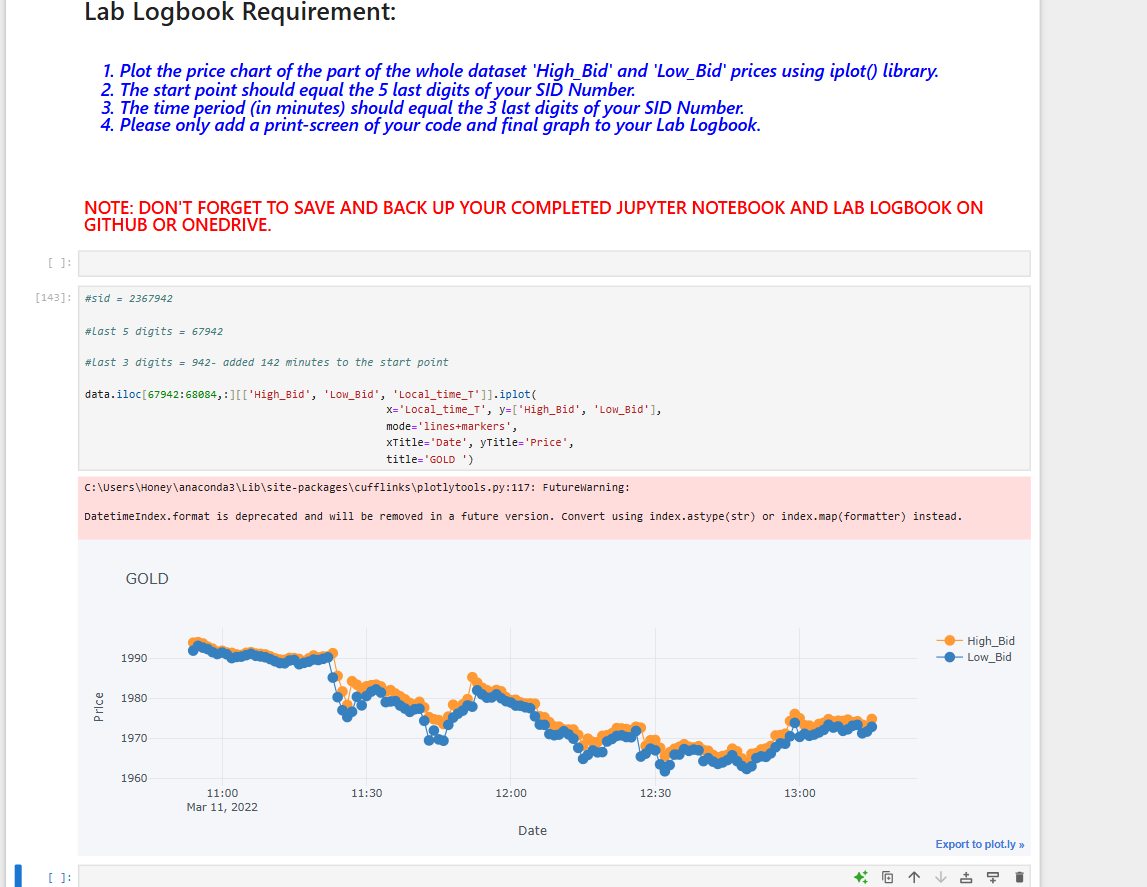 Lab Logbook Requirement:
1. Plot the price chart of the part of the whole dataset 'High_Bid' and 'Low_Bid' prices using iplot() library.
2. The start point should equal the 5 last digits of your SID Number.
3. The time period (in minutes) should equal the 3 last digits of your SID Number.
4. Please only add a print-screen of your code and final graph to your Lab Logbook.
NOTE: DON'T FORGET TO SAVE AND BACK UP YOUR COMPLETED JUPYTER NOTEBOOK AND LAB LOGBOOK ON
GITHUB OR ONEDRIVE.
[ ]:
[143]:
#sid = 2367942
#Last 5 digits = 67942
#Last 3 digits = 942- added 142 minutes to the start point
data.iloc[67942:68084,:][['High_Bid', 'Low_Bid', 'Local_time_T']].iplot(
x='Local_time_T', y=['High_Bid', 'Low_Bid'],
mode='lines+markers',
xTitle='Date', yTitle='Price',
title='GOLD ')
C:\Users\Honey\anaconda3\Lib\site-packages\cufflinks\plotlytools.py:117: FutureWarning:
DatetimeIndex.format is deprecated and will be removed in a future version. Convert using index.astype(str) or index.map(formatter) instead.
GOLD
High_Bid
Low_Bid
1990
1980
1970
1960
Price
11:00
11:30
12:00
12:30
13:00
Mar 11, 2022
Date
Export to plot.ly »
[ ]: